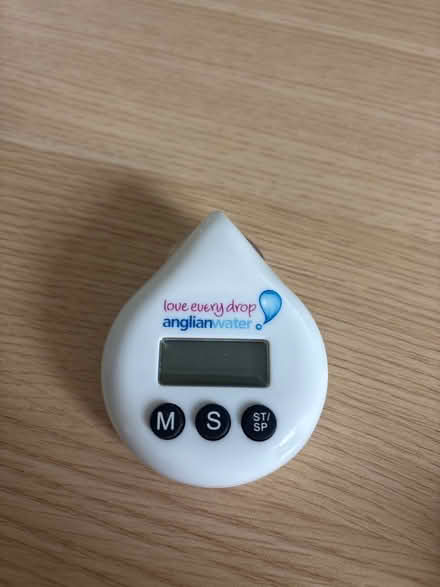 love every drop
anglianwater
M S ST/
SP